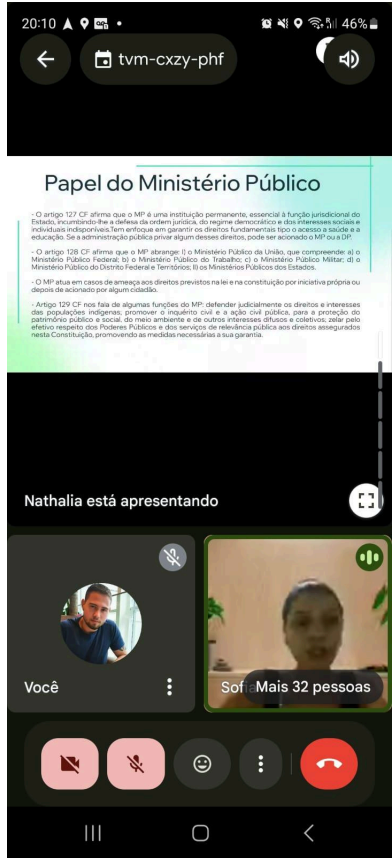 20:10
46%
tvm-cxzy-phf
Papel do Ministério Público
- O artigo 127 CF afirma que o MP é uma instituição permanente, essencial à função jurisdicional do
Estado, incumbindo-lhe a defesa da ordem jurídica, do regime democrático e dos interesses sociais e
individuais indisponíveis.Tem enfoque em garantir os direitos fundamentais tipo o acesso a saúde e a
educação. Se a administração pública privar algum desses direitos, pode ser acionado o MP ou a DP.
- O artigo 128 CF afirma que o MP abrange: I) o Ministério Público da União, que compreende: a) o
Ministério Público Federal; b) o Ministério Público do Trabalho; c) o Ministério Público Militar; d) o
Ministério Público do Distrito Federal e Territórios; II) os Ministérios Públicos dos Estados.
- O MP atua em casos de ameaça aos direitos previstos na lei e na constituição por iniciativa própria ou
depois de acionado por algum cidadão.
- Artigo 129 CF nos fala de algumas funções do MP: defender judicialmente os direitos e interesses
das populações indígenas; promover o inquérito civil e a ação civil pública, para a proteção do
patrimônio público e social, do meio ambiente e de outros interesses difusos e coletivos; zelar pelo
efetivo respeito dos Poderes Públicos e dos serviços de relevância pública aos direitos assegurados
nesta Constituição, promovendo as medidas necessárias a sua garantia.
Nathalia está apresentando
Você
Sofia Mais 32 pessoas